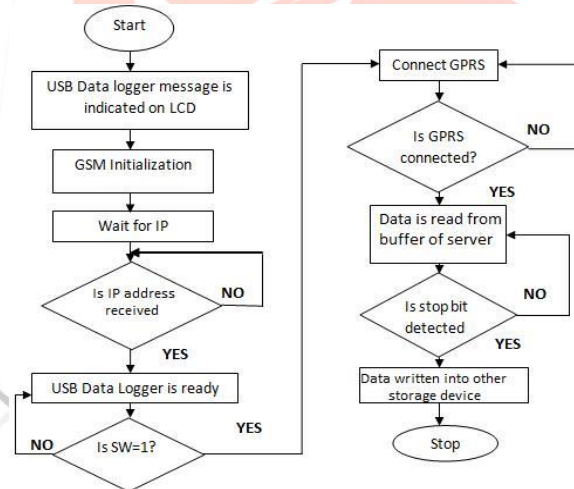 Start
USB Data logger message is
indicated on LCD
GSM Initialization
Wait for IP
Is IP address
received
NO
YES
USB Data Logger is ready
Is SW=1?
NO
YES
Connect GPRS
Is GPRS
connected?
NO
YES
Data is read from
buffer of server
Is stop bit
detected
NO
YES
Data written into other
storage device
Stop